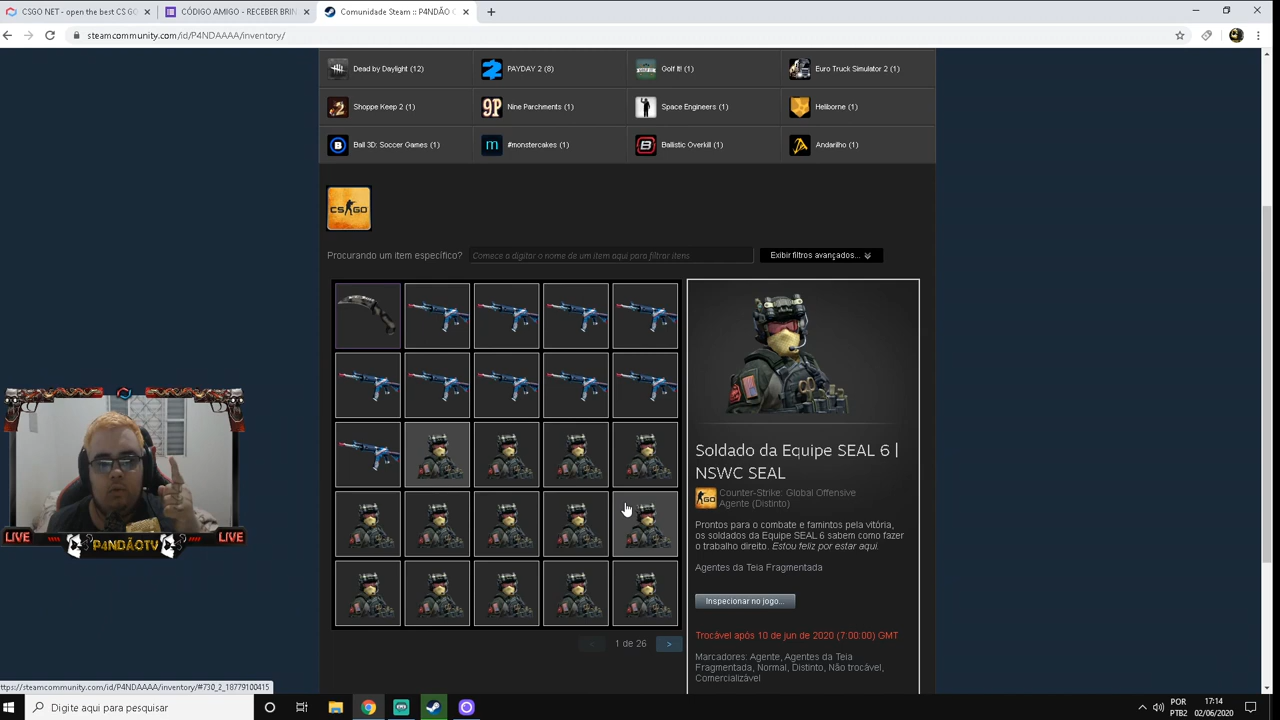 CSGO NET - open the best CS GO
CÓDIGO AMIGO - RECEBER BRIN
Comunidade Steam :: P4NDÃO
steamcommunity.com/id/P4NDAAAA/inventory/
Dead by Daylight (12)
PAYDAY 2 (8)
Golf It! (1)
Euro Truck Simulator 2 (1)
Shoppe Keep 2 (1)
9P
Nine Parchments (1)
Space Engineers (1)
Heliborne (1)
B
Ball 3D: Soccer Games (1)
m
#monstercakes (1)
B
Ballistic Overkill (1)
Andarilho (1)
CS GO
Procurando um item específico?
Comece a digitar o nome de um item aqui para filtrar itens
Exibir filtros avançados...
Soldado da Equipe SEAL 6 |
NSWC SEAL
Counter-Strike: Global Offensive
Agente (Distinto)
Prontos para o combate e famintos pela vitória,
os soldados da Equipe SEAL 6 sabem como fazer
o trabalho direito. Estou feliz por estar aqui.
Agentes da Teia Fragmentada
Inspecionar no jogo...
Trocável após 10 de jun de 2020 (7:00:00) GMT
Marcadores: Agente, Agentes da Teia
Fragmentada, Normal, Distinto, Não trocável,
Comercializável
< 1 de 26 >
LIVE
P4NDÃOTV
LIVE
ttps://steamcommunity.com/id/P4NDAAAA/inventory/#730_2_18779100415
Digite aqui para pesquisar
POR
PTB2
17:14
02/06/2020